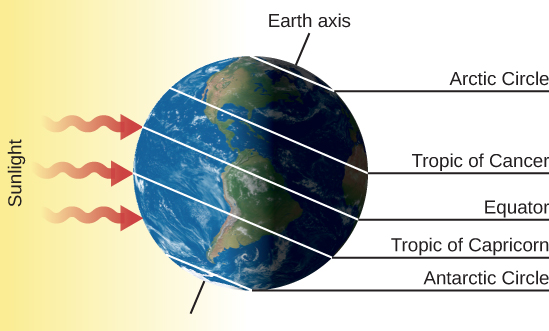 Earth axis
Arctic Circle
Sunlight
Tropic of Cancer
Equator
Tropic of Capricorn
Antarctic Circle